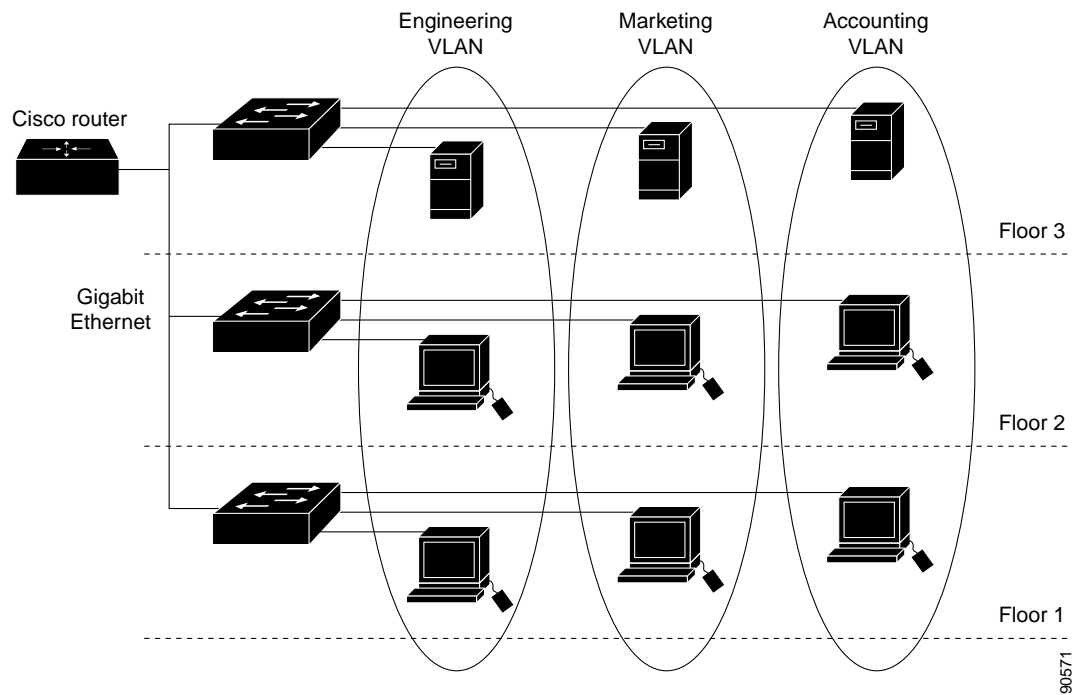 Engineering
VLAN
Marketing
VLAN
Accounting
VLAN
Cisco router
Floor 3
Gigabit
Ethernet
Floor 2
Floor 1
90571